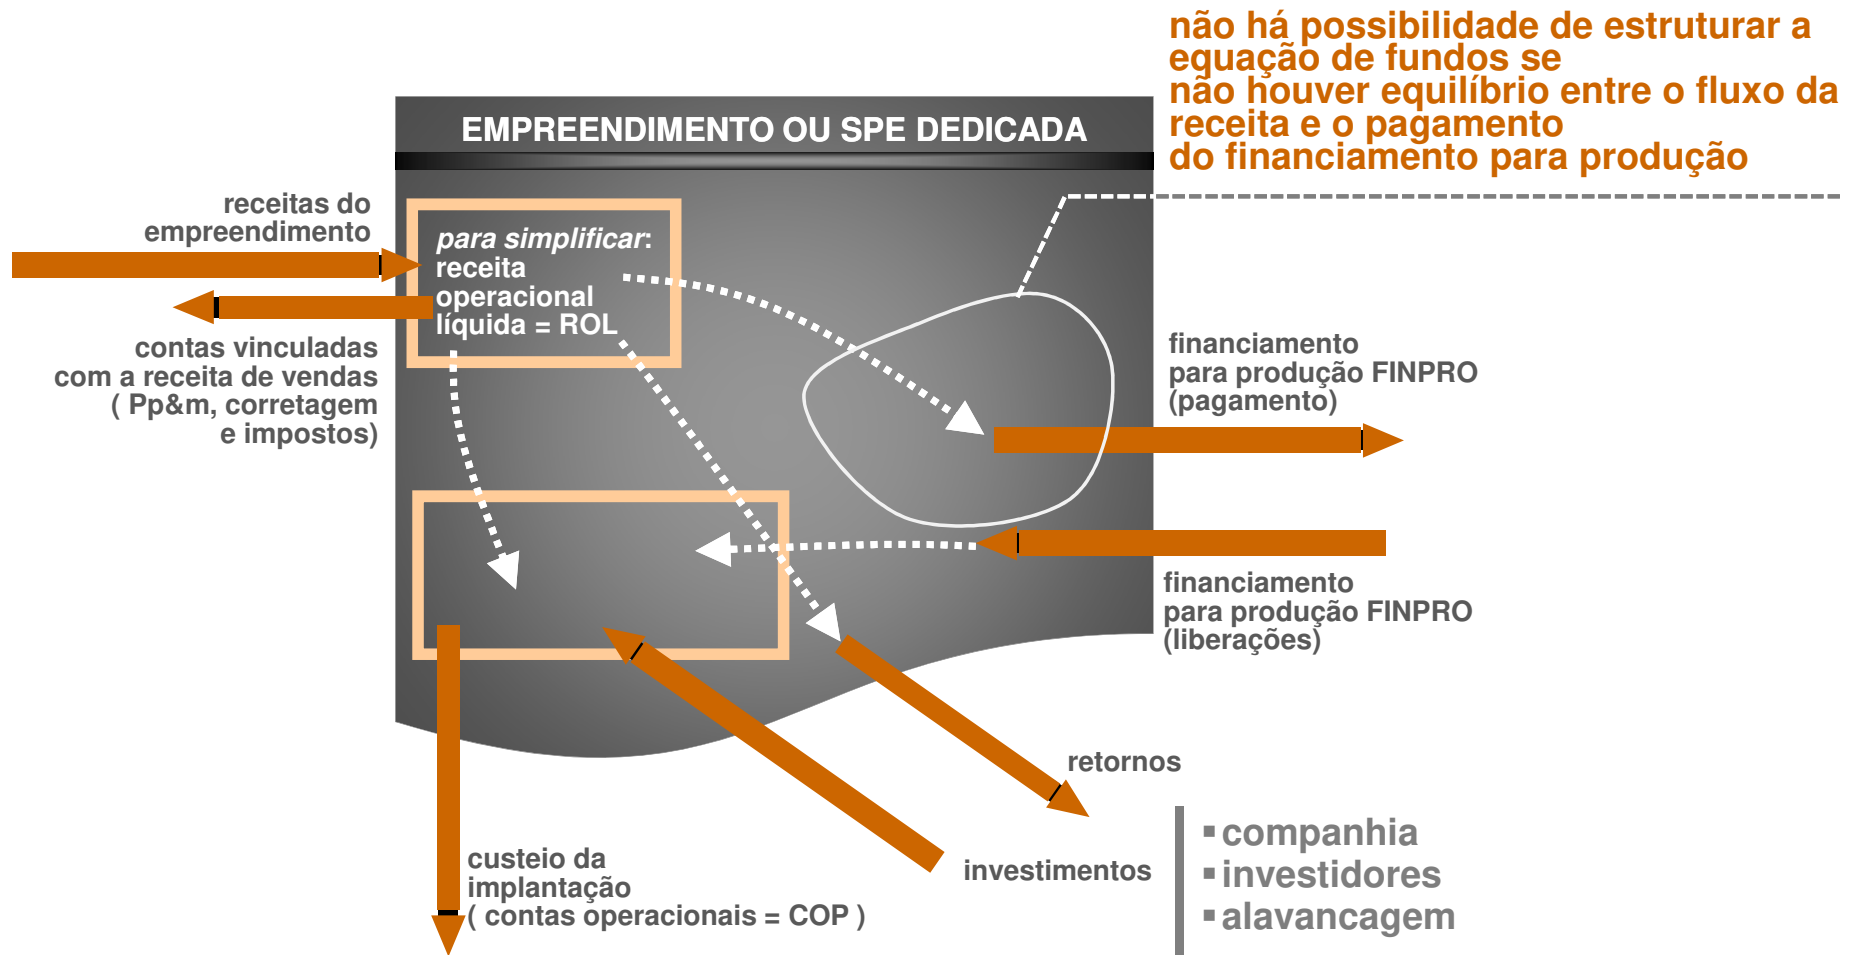 não há possibilidade de estruturar a
equação de fundos se
não houver equilíbrio entre o fluxo da
receita e o pagamento
do financiamento para produção
EMPREENDIMENTO OU SPE DEDICADA
receitas do
empreendimento
para simplificar:
receita
operacional
líquida = ROL
contas vinculadas
com a receita de vendas
( Pp&m, corretagem
e impostos)
financiamento
para produção FINPRO
(pagamento)
financiamento
para produção FINPRO
(liberações)
retornos
investimentos
▪ companhia
▪ investidores
▪ alavancagem
custeio da
implantação
( contas operacionais = COP )